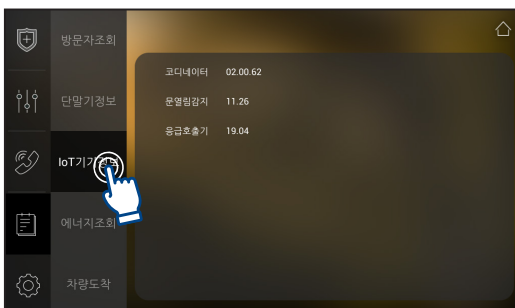 방문자조회
단말기정보
IoT기기정보
에너지조회
차량도착
코디네이터 02.00.62
문열림감지 11.26
응급호출기 19.04